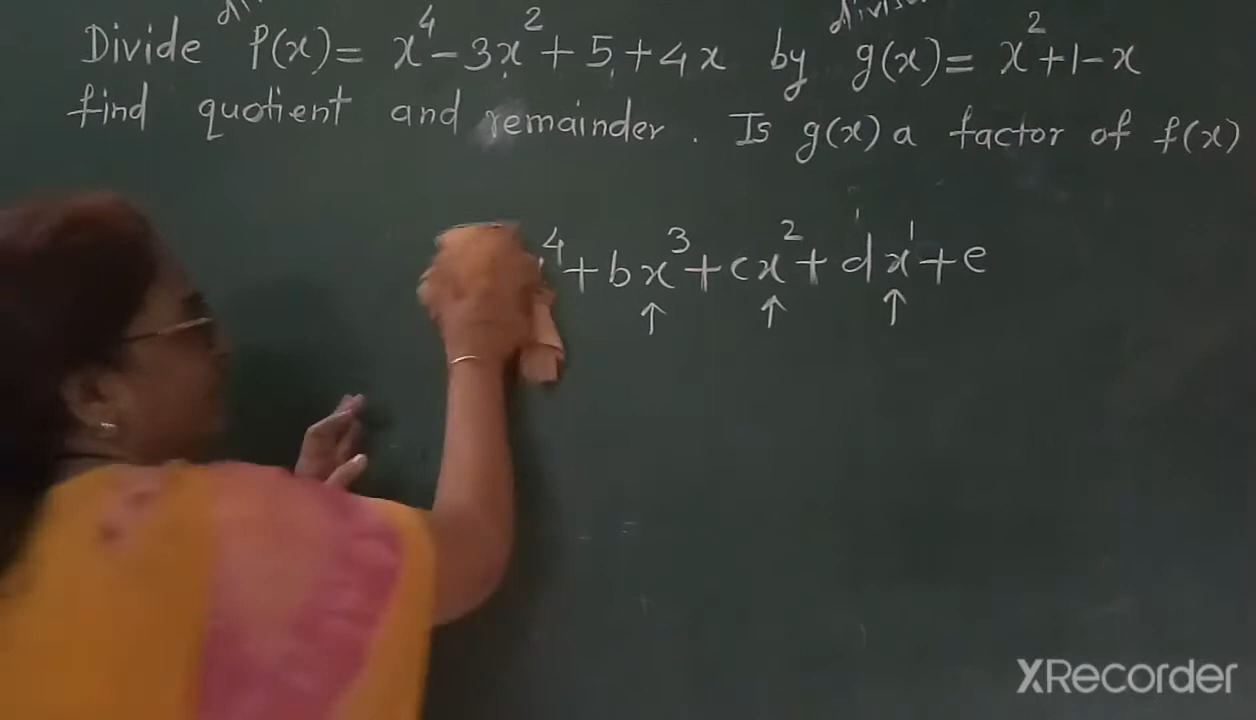 Divide f(x) = x⁴ - 3x² + 5 + 4x by g(x) = x² + 1 - x
find quotient and remainder. Is g(x) a factor of f(x)
⁴ + bx³ + cx² + dx¹ + e
↑ ↑ ↑
XRecorder